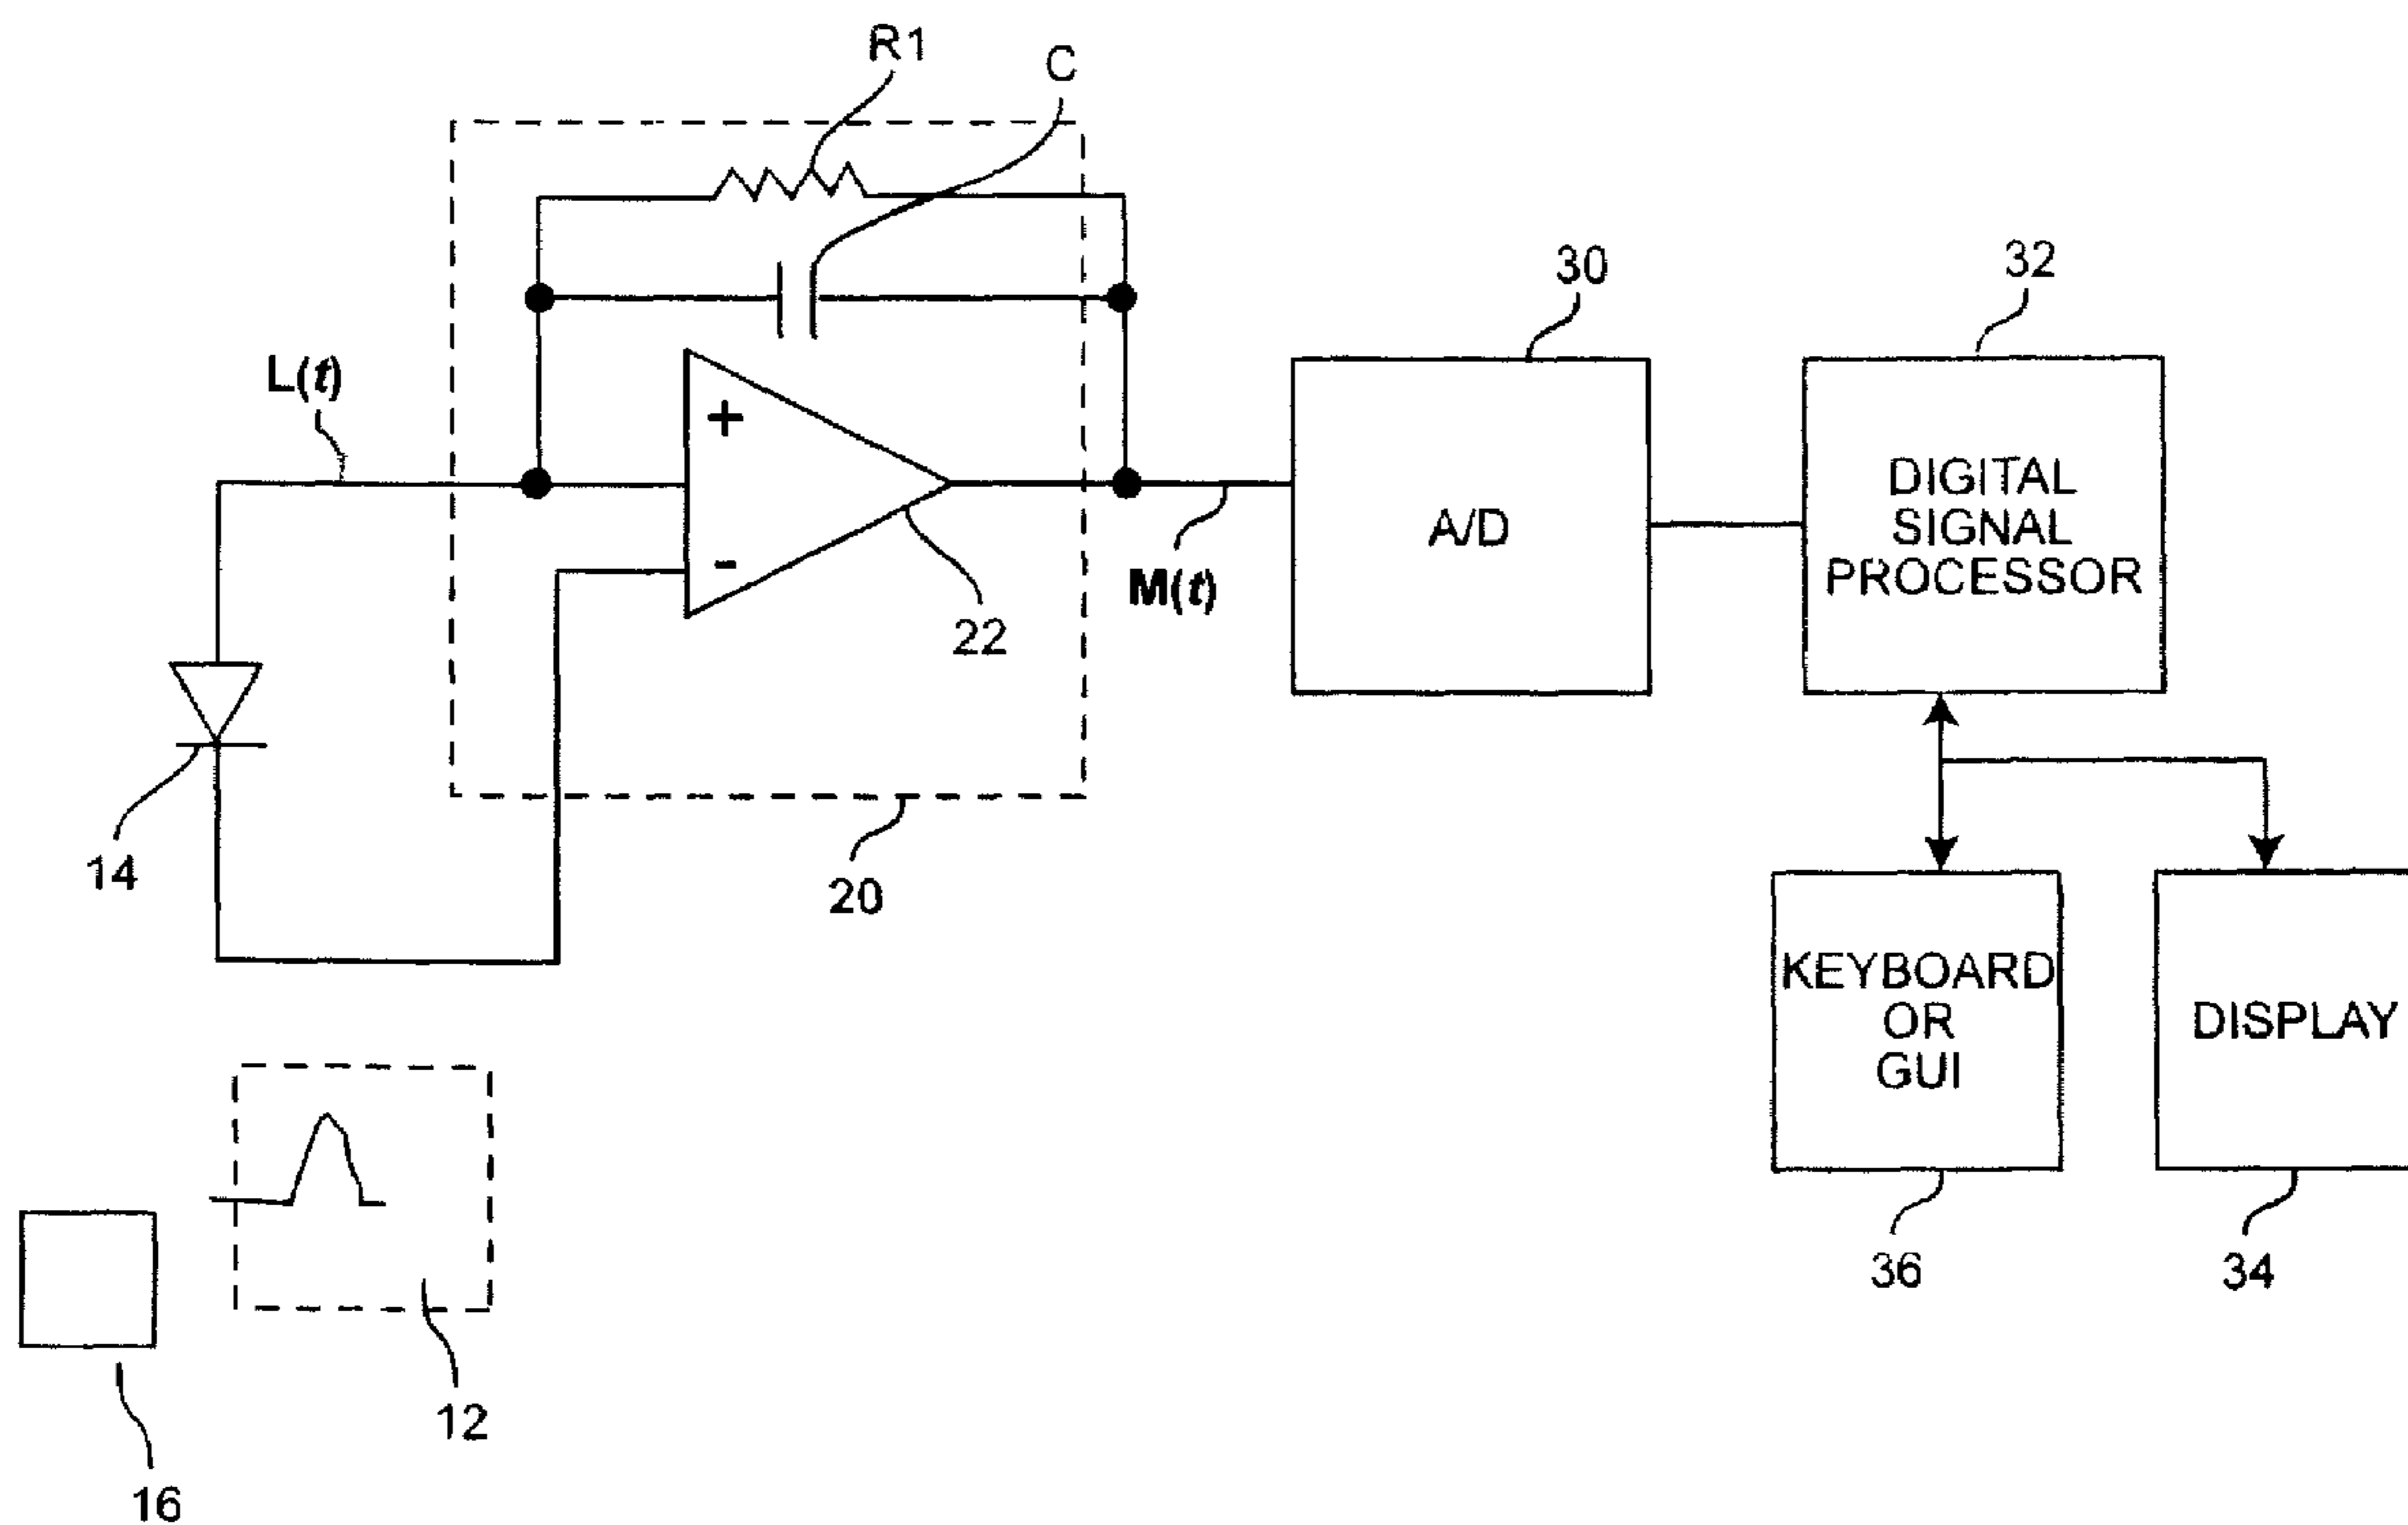 R1
C
30
32
L(t)
+
-
22
M(t)
A/D
DIGITAL
SIGNAL
PROCESSOR
14
20
KEYBOARD
OR
GUI
DISPLAY
36
34
12
16